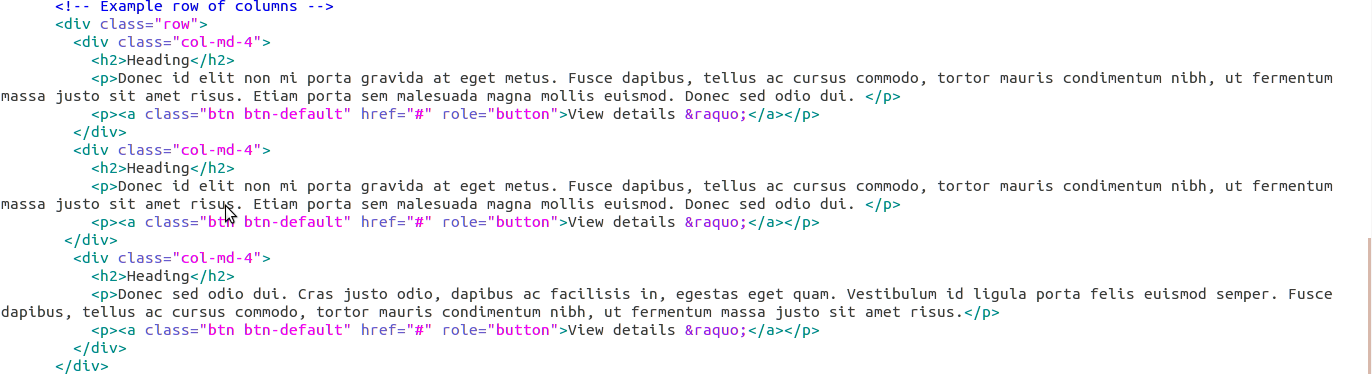 <!-- Example row of columns -->
<div class="row">
<div class="col-md-4">
<h2>Heading</h2>
<p>Donec id elit non mi porta gravida at eget metus. Fusce dapibus, tellus ac cursus commodo, tortor mauris condimentum nibh, ut fermentum
massa justo sit amet risus. Etiam porta sem malesuada magna mollis euismod. Donec sed odio dui. </p>
<p><a class="btn btn-default" href="#" role="button">View details &raquo;</a></p>
</div>
<div class="col-md-4">
<h2>Heading</h2>
<p>Donec id elit non mi porta gravida at eget metus. Fusce dapibus, tellus ac cursus commodo, tortor mauris condimentum nibh, ut fermentum
massa justo sit amet risus. Etiam porta sem malesuada magna mollis euismod. Donec sed odio dui. </p>
<p><a class="btn btn-default" href="#" role="button">View details &raquo;</a></p>
</div>
<div class="col-md-4">
<h2>Heading</h2>
<p>Donec sed odio dui. Cras justo odio, dapibus ac facilisis in, egestas eget quam. Vestibulum id ligula porta felis euismod semper. Fusce
dapibus, tellus ac cursus commodo, tortor mauris condimentum nibh, ut fermentum massa justo sit amet risus.</p>
<p><a class="btn btn-default" href="#" role="button">View details &raquo;</a></p>
</div>
</div>